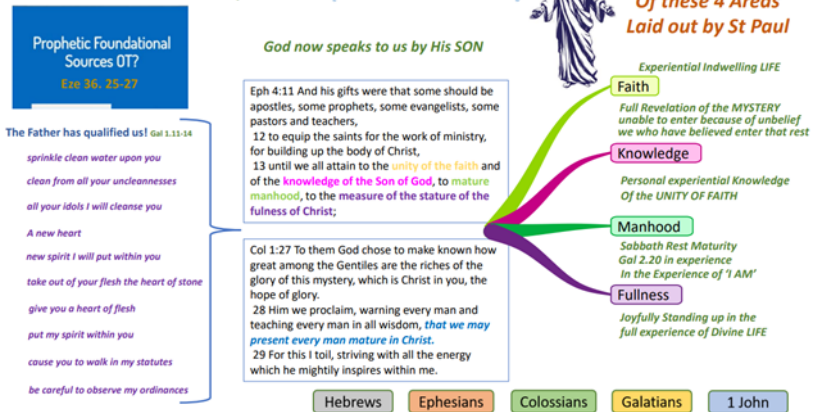 Of these 4 Areas
Laid out by St Paul
Prophetic Foundational
Sources OT?
Eze 36. 25-27
God now speaks to us by His SON
The Father has qualified us! Gal 1.11-14
sprinkle clean water upon you
clean from all your uncleannesses
all your idols I will cleanse you
A new heart
new spirit I will put within you
take out of your flesh the heart of stone
give you a heart of flesh
put my spirit within you
cause you to walk in my statutes
be careful to observe my ordinances
Eph 4:11 And his gifts were that some should be
apostles, some prophets, some evangelists, some
pastors and teachers,
12 to equip the saints for the work of ministry,
for building up the body of Christ,
13 until we all attain to the unity of the faith and
of the knowledge of the Son of God, to mature
manhood, to the measure of the stature of the
fulness of Christ;
Col 1:27 To them God chose to make known how
great among the Gentiles are the riches of the
glory of this mystery, which is Christ in you, the
hope of glory.
28 Him we proclaim, warning every man and
teaching every man in all wisdom, that we may
present every man mature in Christ.
29 For this I toil, striving with all the energy
which he mightily inspires within me.
Experiential Indwelling LIFE
Faith
Full Revelation of the MYSTERY
unable to enter because of unbelief
we who have believed enter that rest
Knowledge
Personal experiential Knowledge
Of the UNITY OF FAITH
Manhood
Sabbath Rest Maturity
Gal 2.20 in experience
In the Experience of 'I AM'
Fullness
Joyfully Standing up in the
full experience of Divine LIFE
Hebrews
Ephesians
Colossians
Galatians
1 John